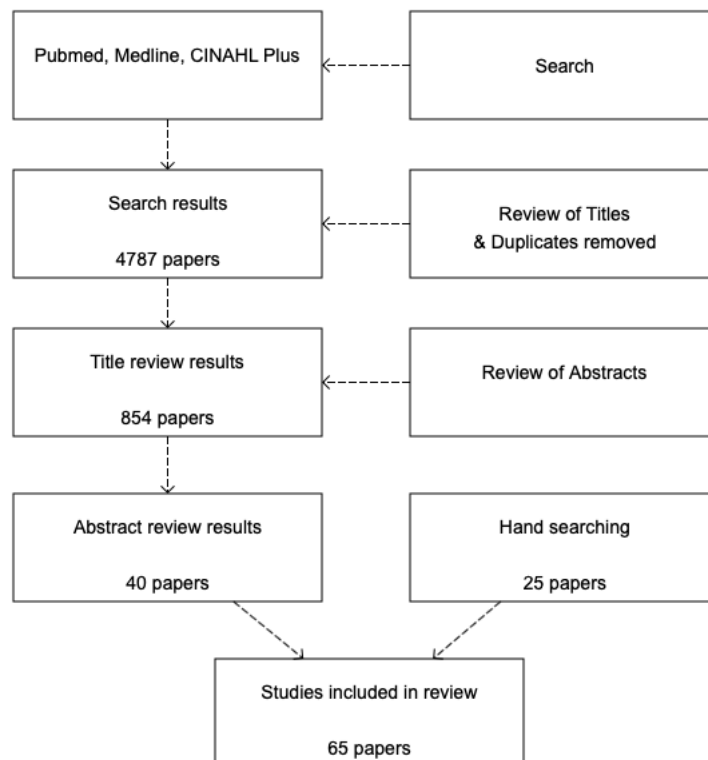 Pubmed, Medline, CINAHL Plus
Search
Search results
4787 papers
Review of Titles
& Duplicates removed
Title review results
854 papers
Review of Abstracts
Abstract review results
40 papers
Hand searching
25 papers
Studies included in review
65 papers